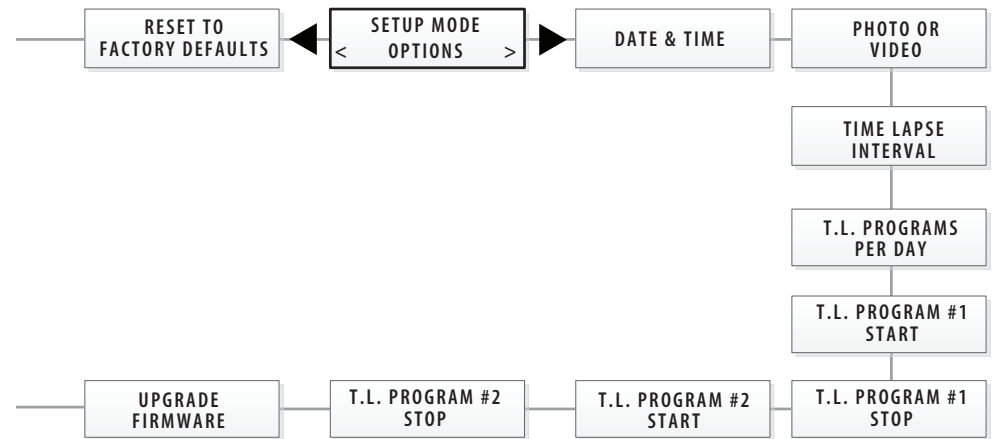 RESET TO
FACTORY DEFAULTS
SETUP MODE
< OPTIONS >
DATE & TIME
PHOTO OR
VIDEO
TIME LAPSE
INTERVAL
T.L. PROGRAMS
PER DAY
T.L. PROGRAM #1
START
UPGRADE
FIRMWARE
T.L. PROGRAM #2
STOP
T.L. PROGRAM #2
START
T.L. PROGRAM #1
STOP